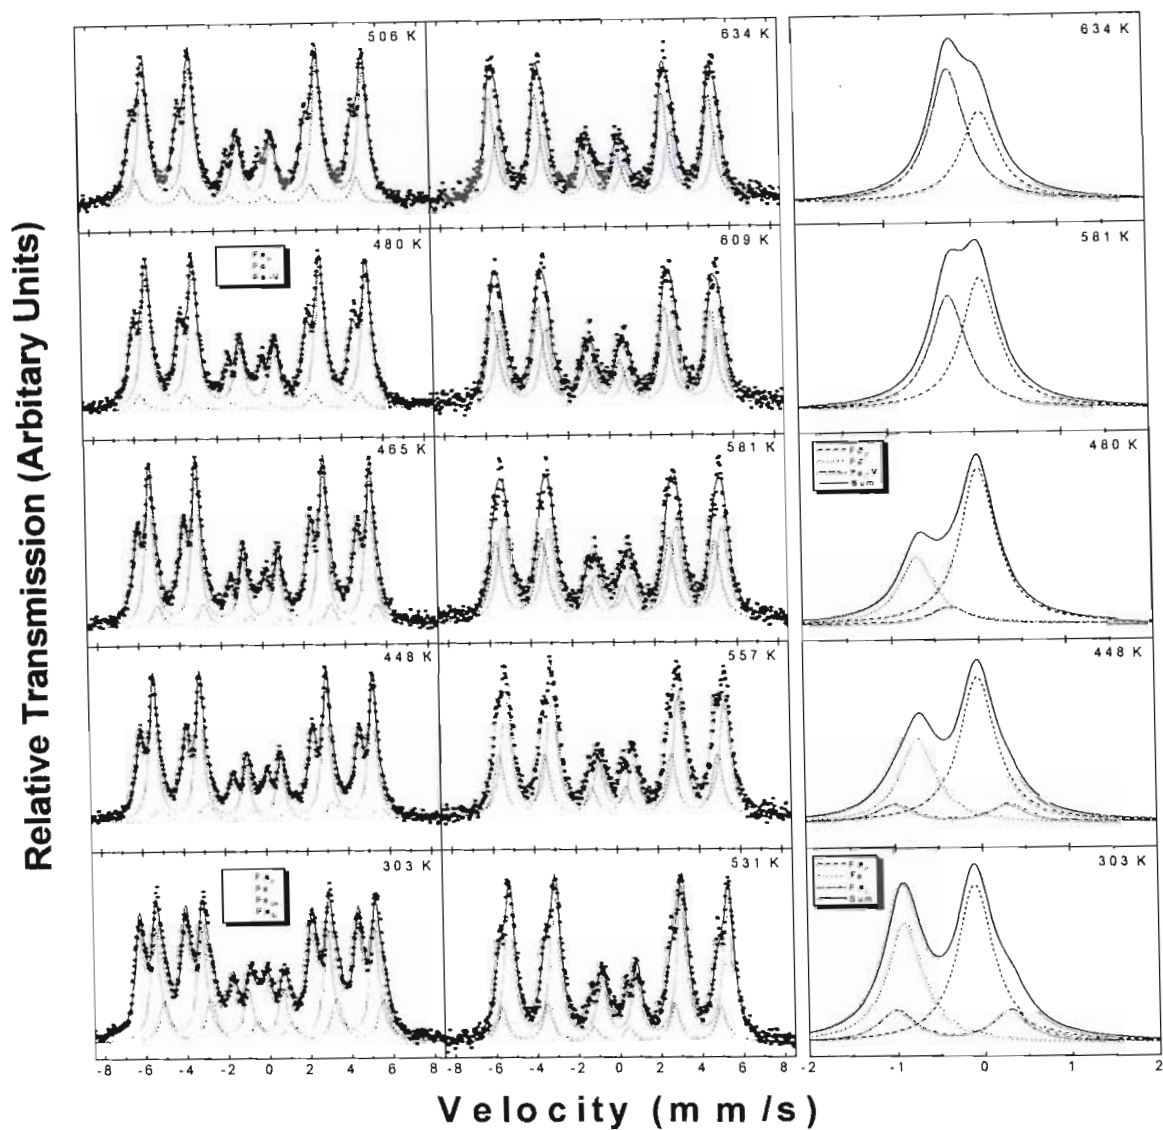 506 K
634 K
634 K
480 K
609 K
581 K
465 K
581 K
480 K
Sum
448 K
557 K
448 K
303 K
531 K
303 K
Sum
-8 -6 -4 -2 0 2 4 6 8
-8 -6 -4 -2 0 2 4 6 8
-2 -1 0 1 2
Relative Transmission (Arbitary Units)
Velocity (mm/s)